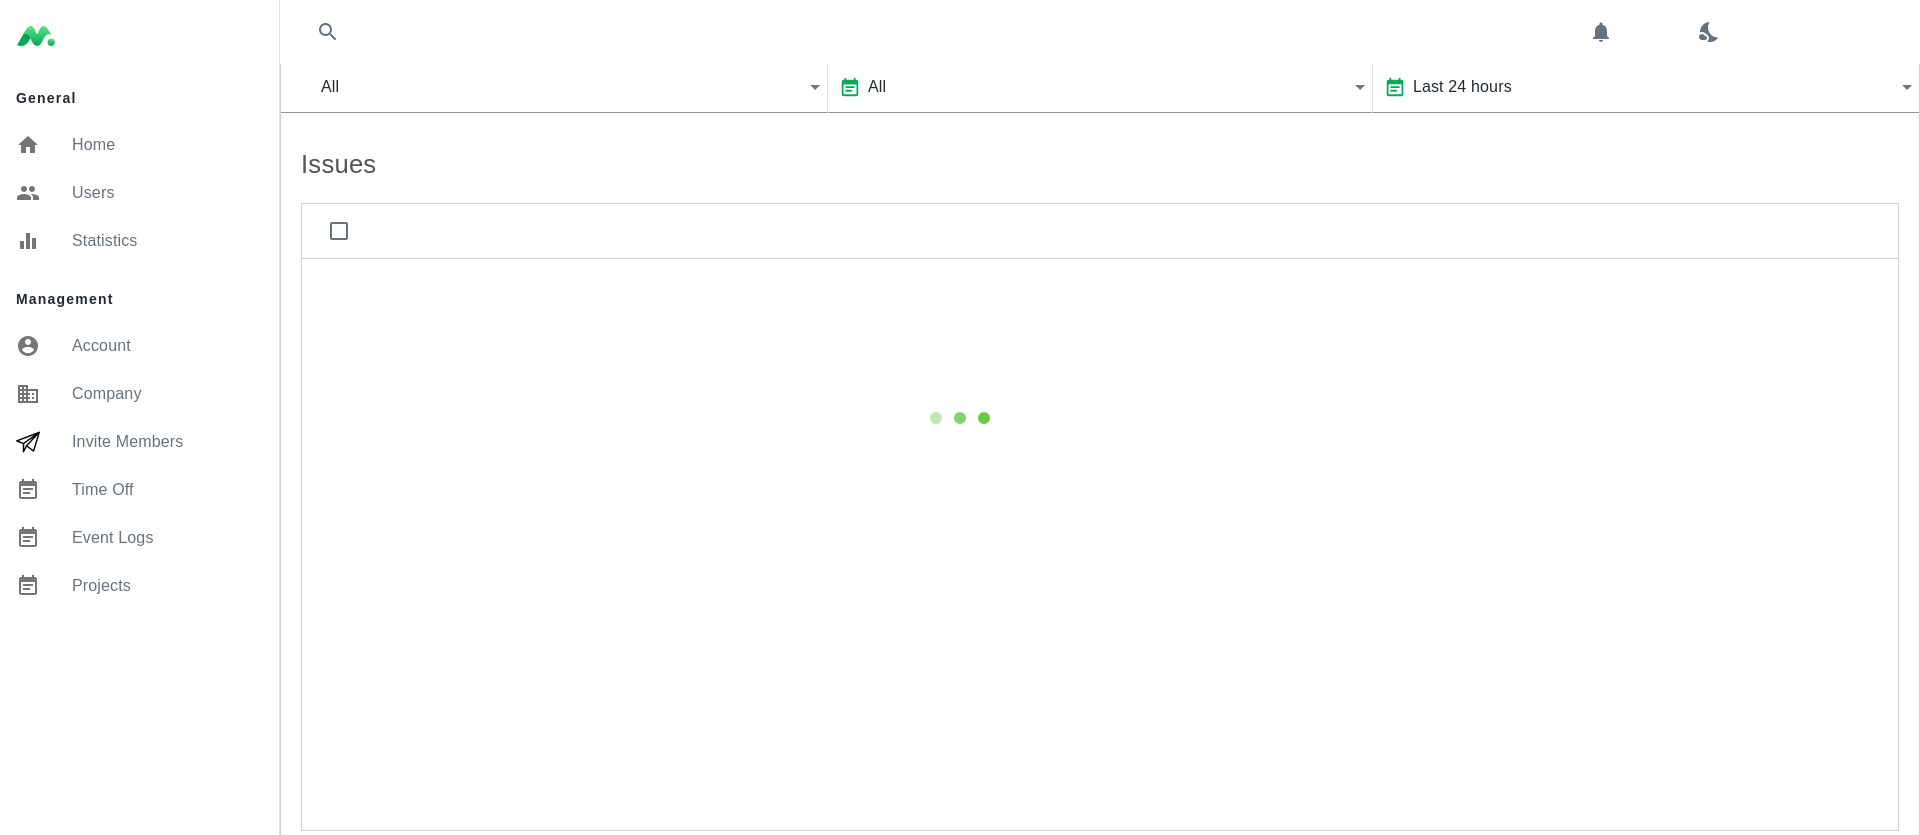 General
Home
Users
Statistics
Management
Account
Company
Invite Members
Time Off
Event Logs
Projects
All
All
Last 24 hours
Issues